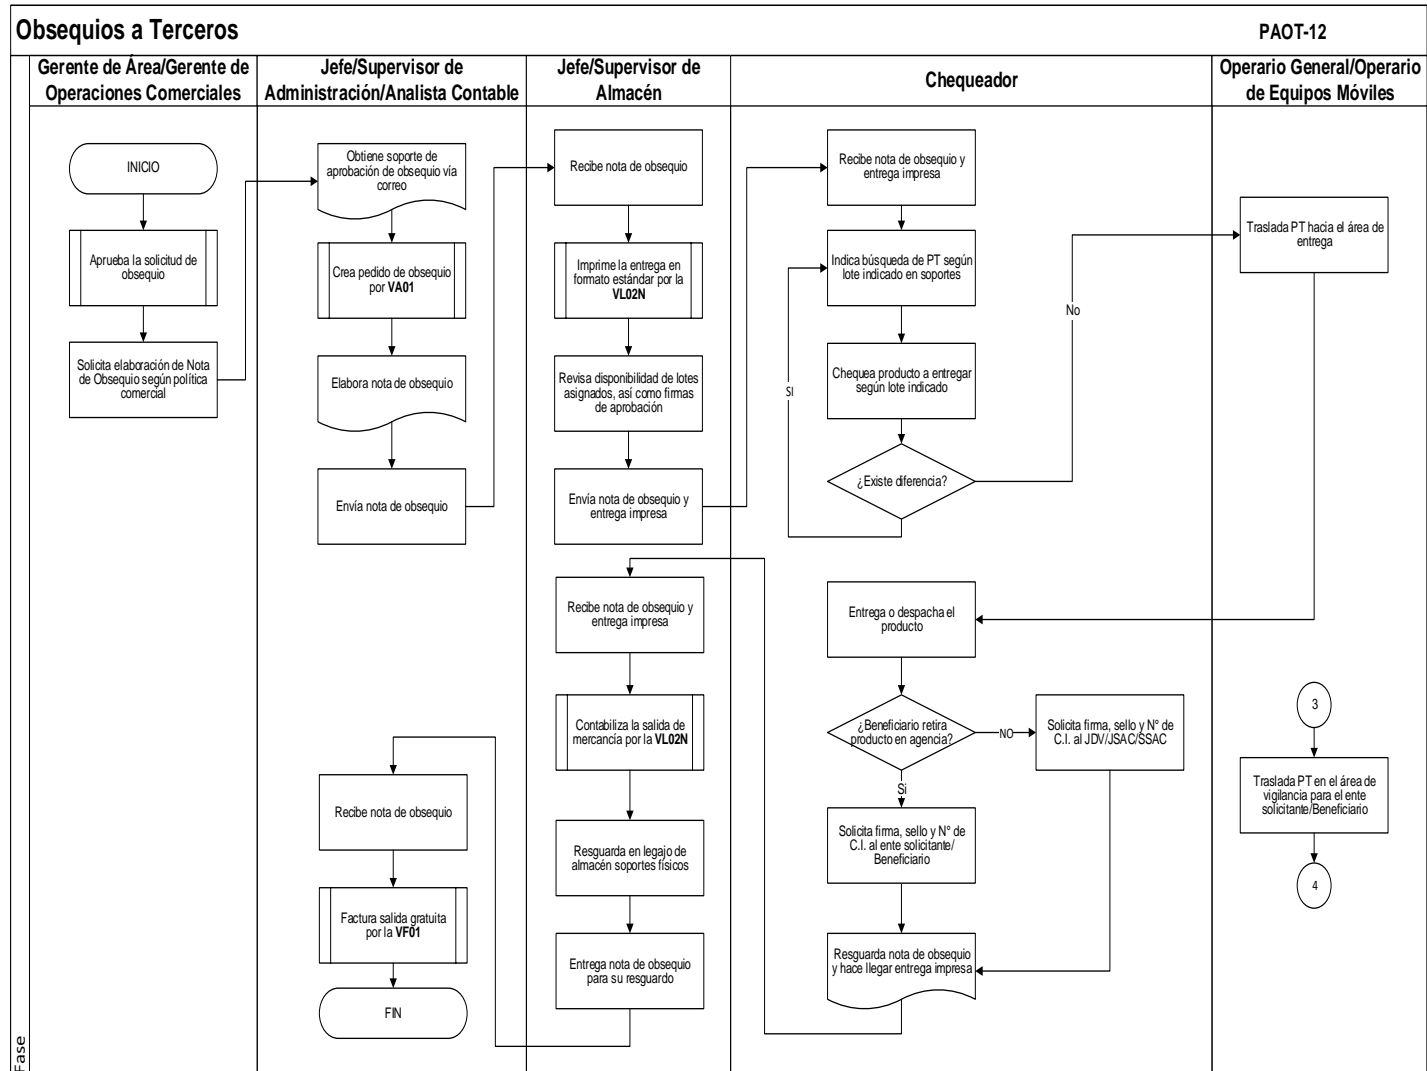 Obsequios a Terceros
PAOT-12
Gerente de Área/Gerente de
Operaciones Comerciales
Jefe/Supervisor de
Administración/Analista Contable
Jefe/Supervisor de
Almacén
Chequeador
Operario General/Operario
de Equipos Móviles
INICIO
Aprueba la solicitud de
obsequio
Solicita elaboración de Nota
de Obsequio según política
comercial
Obtiene soporte de
aprobación de obsequio vía
correo
Crea pedido de obsequio
por VA01
Elabora nota de obsequio
Envía nota de obsequio
Recibe nota de obsequio
Imprime la entrega en
formato estándar por la
VL02N
Revisa disponibilidad de lotes
asignados, así como firmas
de aprobación
Envía nota de obsequio y
entrega impresa
Recibe nota de obsequio y
entrega impresa
Indica búsqueda de PT según
lote indicado en soportes
Chequea producto a entregar
según lote indicado
¿Existe diferencia?
SI
No
Traslada PT hacia el área de
entrega
Entrega o despacha el
producto
¿Beneficiario retira
producto en agencia?
NO
Solicita firma, sello y N° de
C.I. al JDV/JSAC/SSAC
Si
Solicita firma, sello y N° de
C.I. al ente solicitante/
Beneficiario
Resguarda nota de obsequio
y hace llegar entrega impresa
Recibe nota de obsequio y
entrega impresa
Contabiliza la salida de
mercancía por la VL02N
Resguarda en legajo de
almacén soportes físicos
Entrega nota de obsequio
para su resguardo
Recibe nota de obsequio
Factura salida gratuita
por la VF01
FIN
3
Traslada PT en el área de
vigilancia para el ente
solicitante/Beneficiario
4
Fase